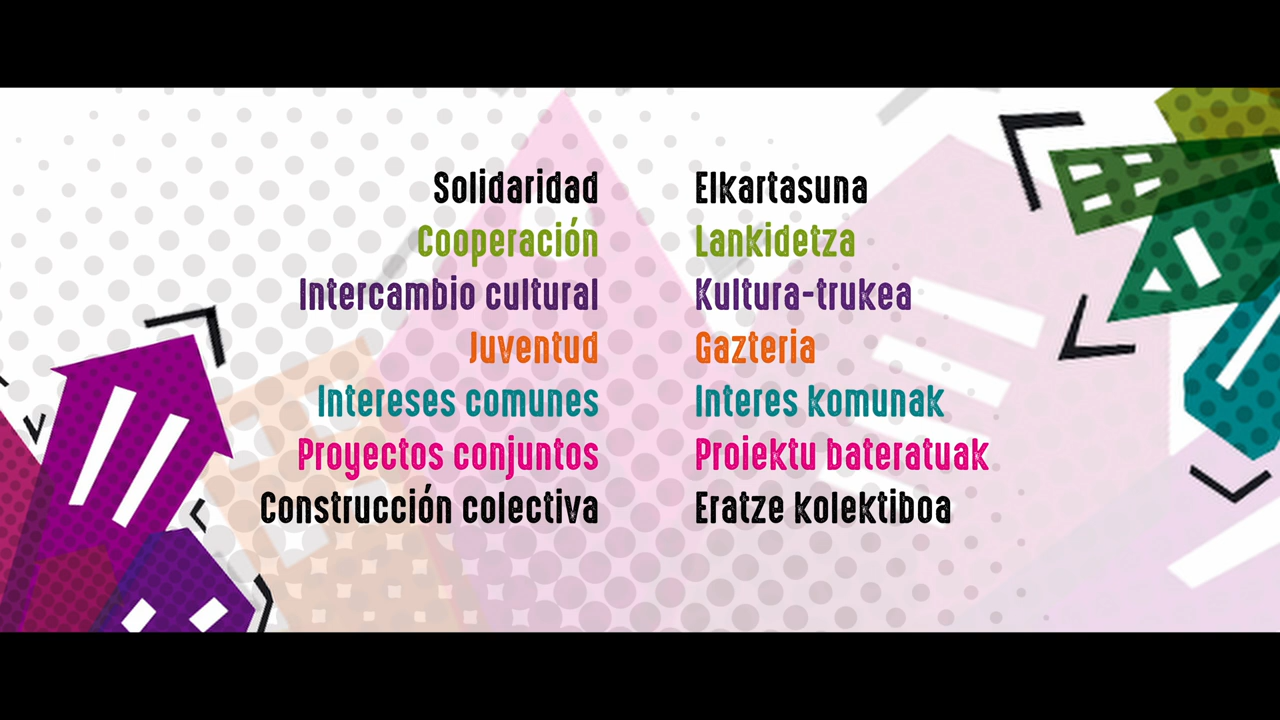 Solidaridad Elkartasuna
Cooperación Lankidetza
Intercambio cultural Kultura-trukea
Juventud Gazteria
Intereses comunes Interes komunak
Proyectos conjuntos Proiektu bateratuak
Construcción colectiva Eratze kolektiboa